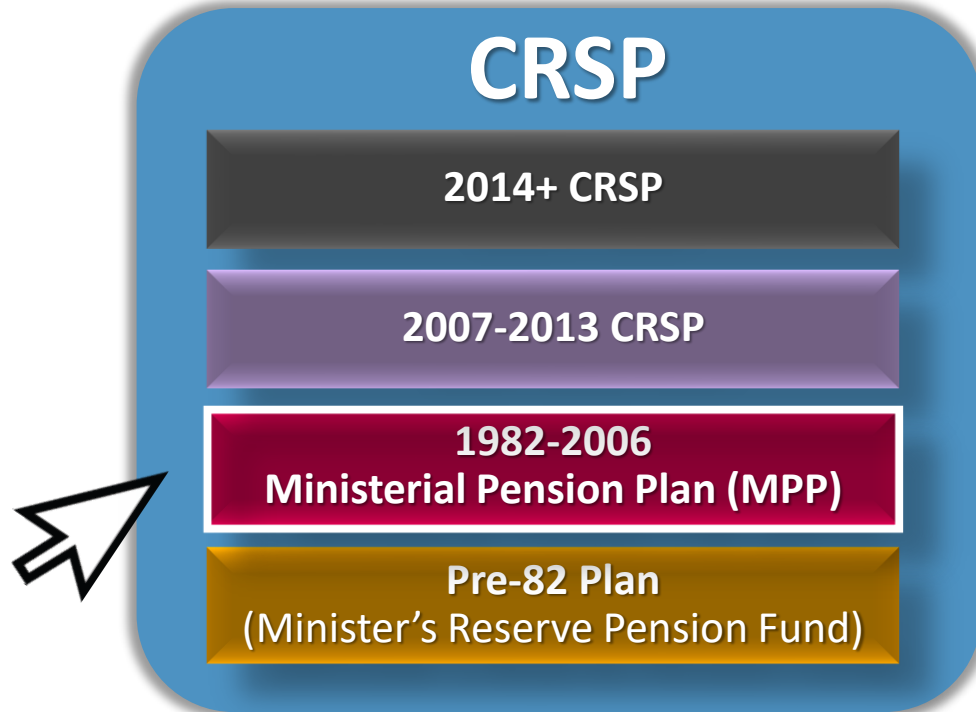 CRSP
2014+ CRSP
2007-2013 CRSP
1982-2006
Ministerial Pension Plan (MPP)
Pre-82 Plan
(Minister’s Reserve Pension Fund)